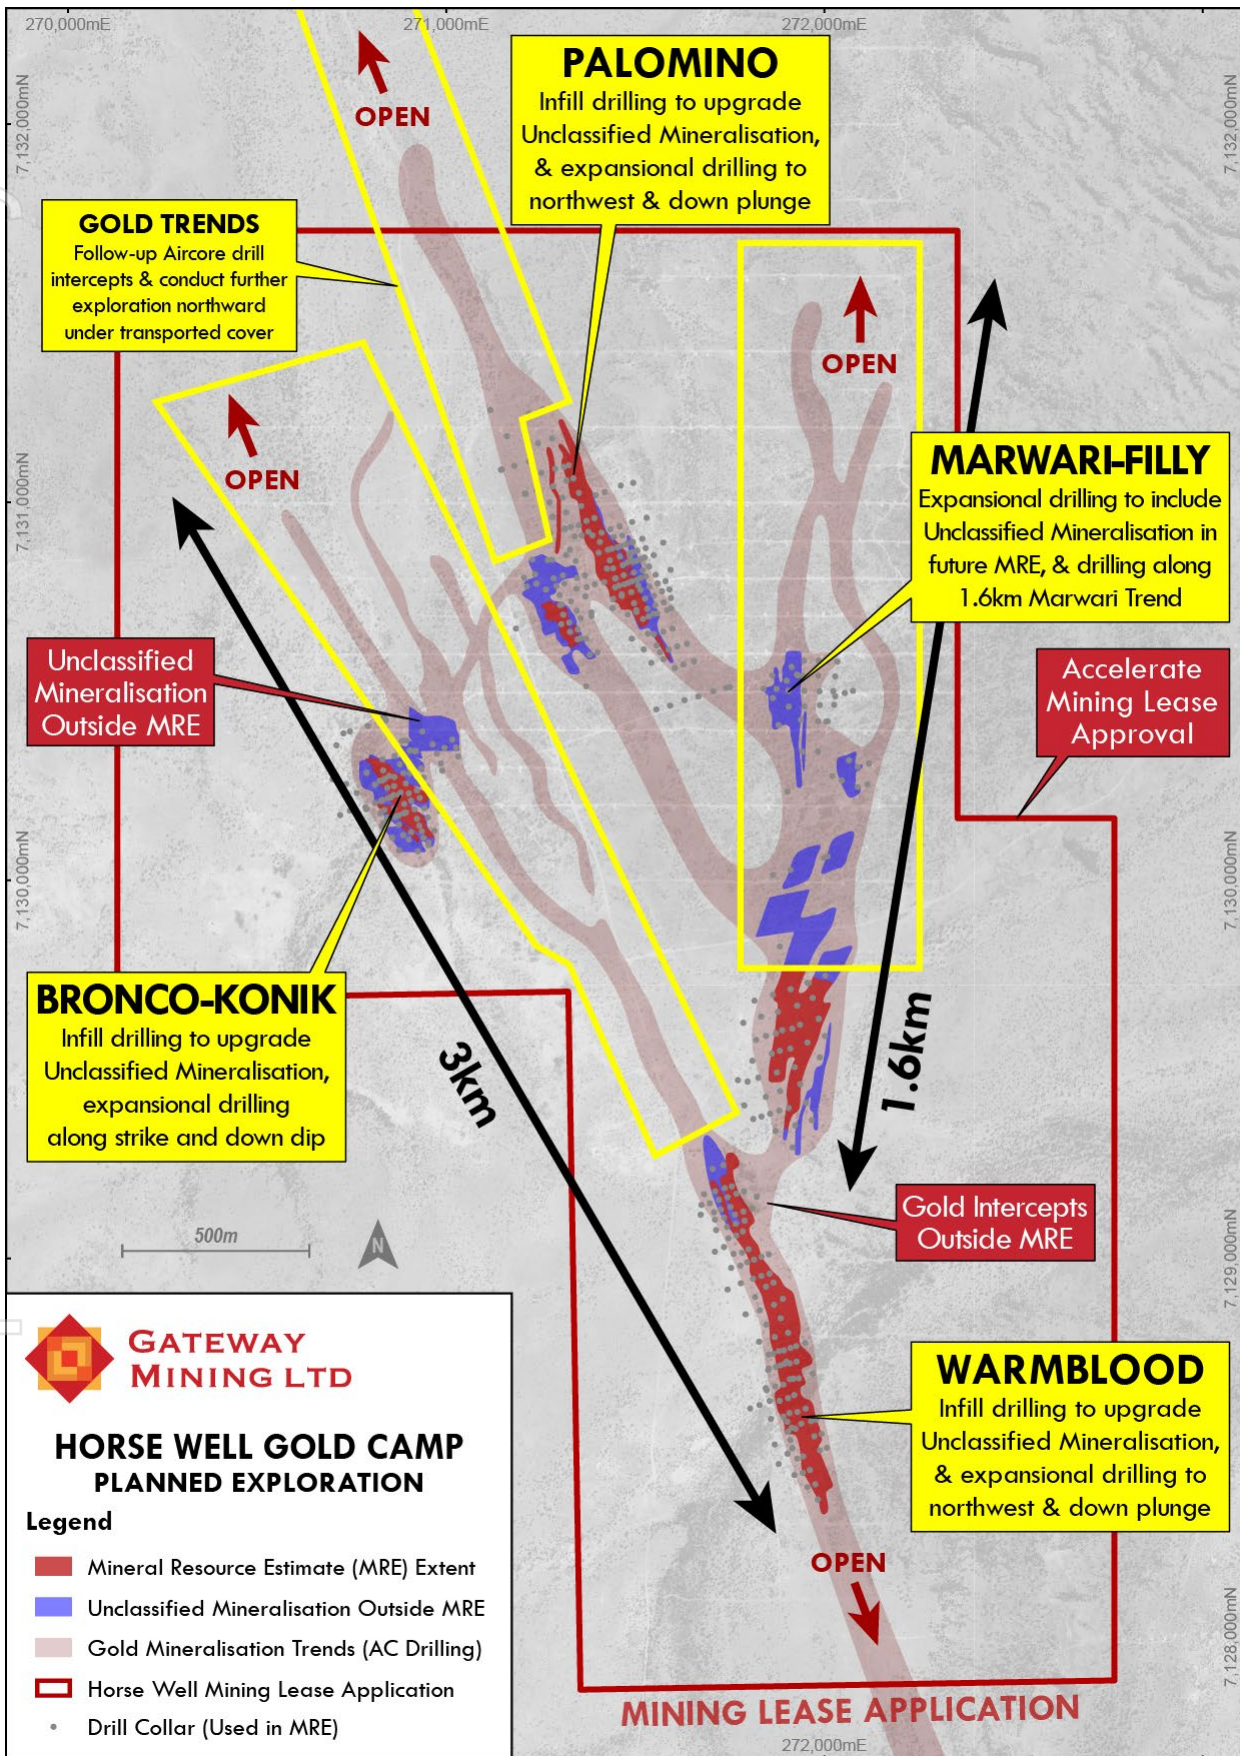 270,000mE
271,000mE
272,000mE
7,132,000mN
7,132,000mN
OPEN
PALOMINO
Infill drilling to upgrade
Unclassified Mineralisation,
& expansional drilling to
northwest & down plunge
GOLD TRENDS
Follow-up Aircore drill
intercepts & conduct further
exploration northward
under transported cover
OPEN
OPEN
7,131,000mN
MARWARI-FILLY
Expansional drilling to include
Unclassified Mineralisation in
future MRE, & drilling along
1.6km Marwari Trend
Unclassified
Mineralisation
Outside MRE
Accelerate
Mining Lease
Approval
7,130,000mN
7,130,000mN
BRONCO-KONIK
Infill drilling to upgrade
Unclassified Mineralisation,
expansional drilling
along strike and down dip
3km
1.6km
Gold Intercepts
Outside MRE
500m
N
7,129,000mN
GATEWAY
MINING LTD
HORSE WELL GOLD CAMP
PLANNED EXPLORATION
Legend
Mineral Resource Estimate (MRE) Extent
Unclassified Mineralisation Outside MRE
Gold Mineralisation Trends (AC Drilling)
Horse Well Mining Lease Application
Drill Collar (Used in MRE)
WARMBLOOD
Infill drilling to upgrade
Unclassified Mineralisation,
& expansional drilling to
northwest & down plunge
OPEN
7,128,000mN
MINING LEASE APPLICATION
272,000mE